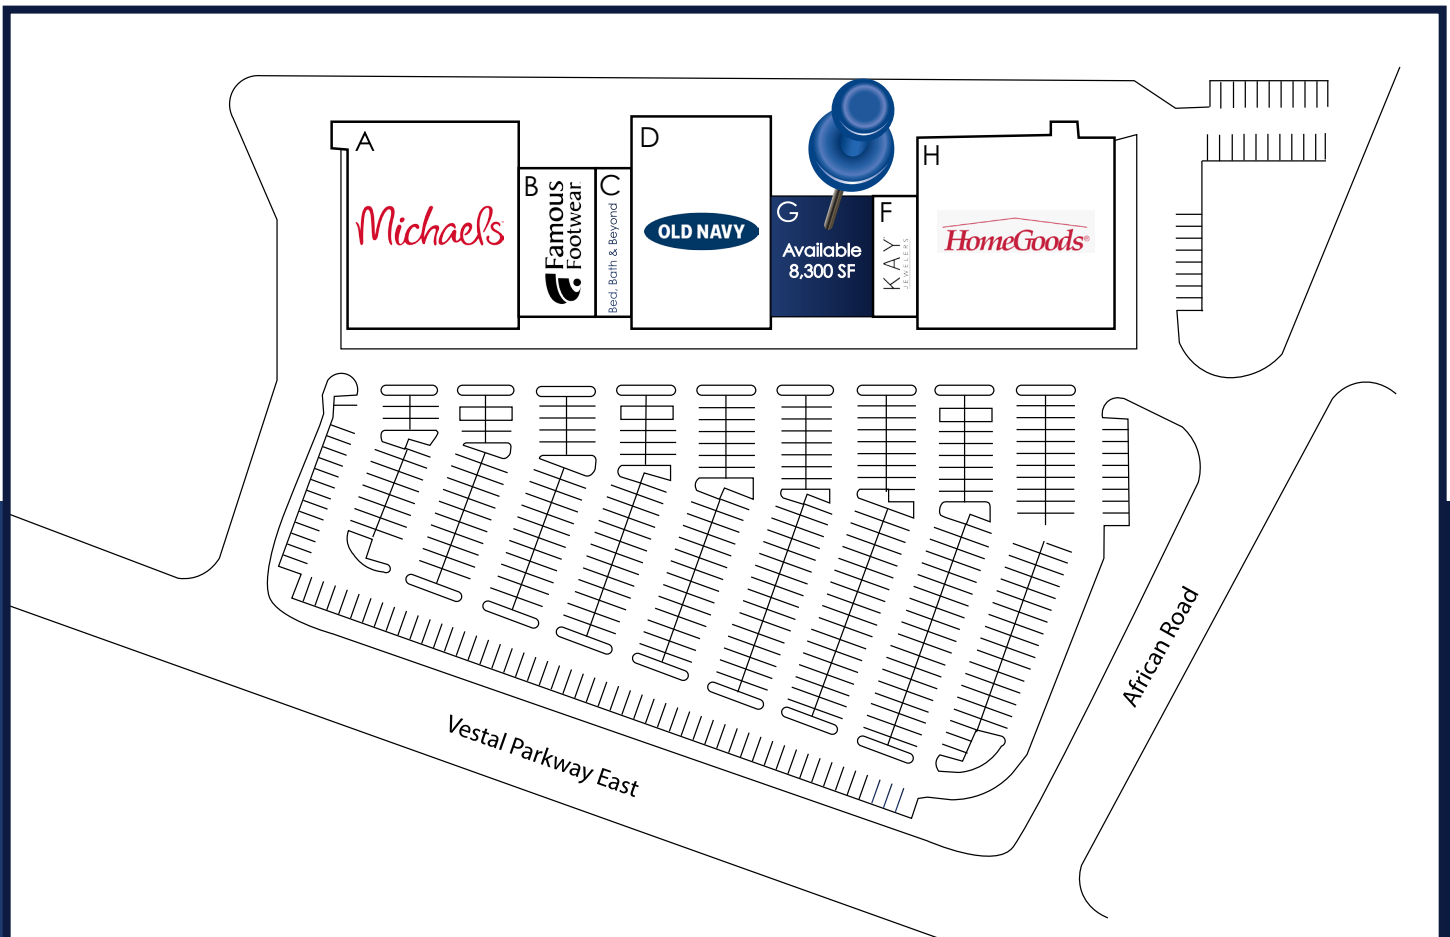 A
Michaels
B
Famous
Footwear
C
Bed, Bath & Beyond
D
OLD NAVY
G
Available
8,300 SF
F
KAY
JEWELERS
H
HomeGoods®
Vestal Parkway East
African Road